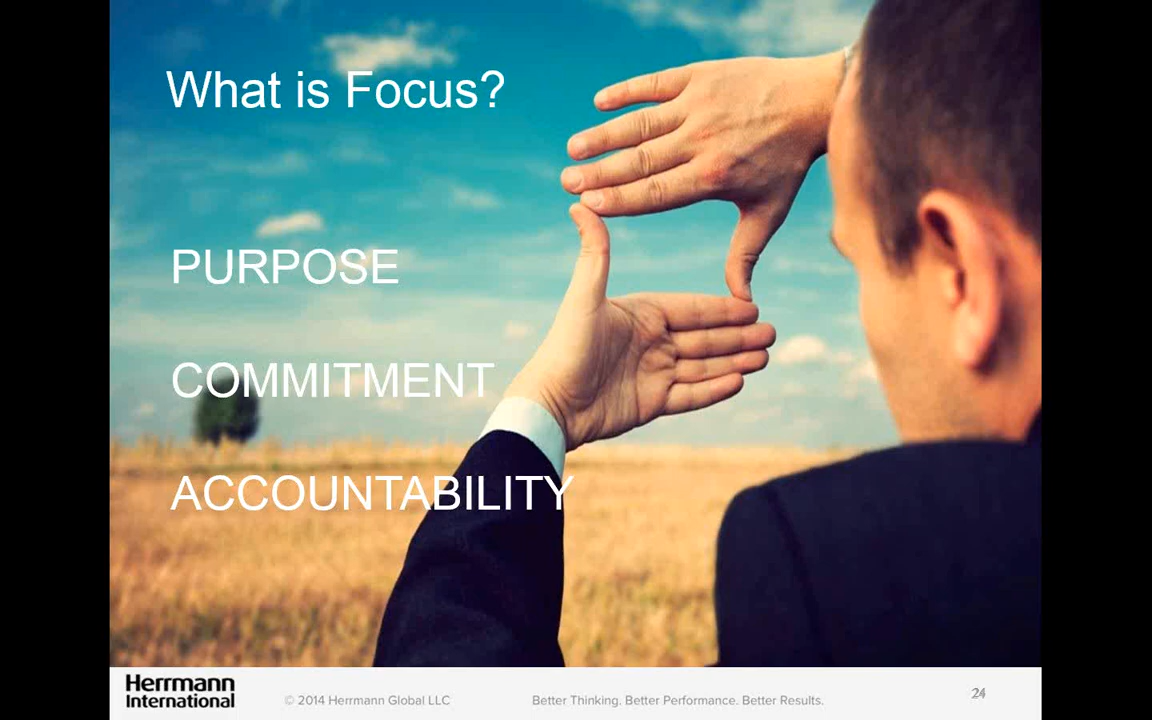 What is Focus?
PURPOSE
COMMITMENT
ACCOUNTABILITY
Herrmann
International
© 2014 Herrmann Global LLC
Better Thinking. Better Performance. Better Results.
24